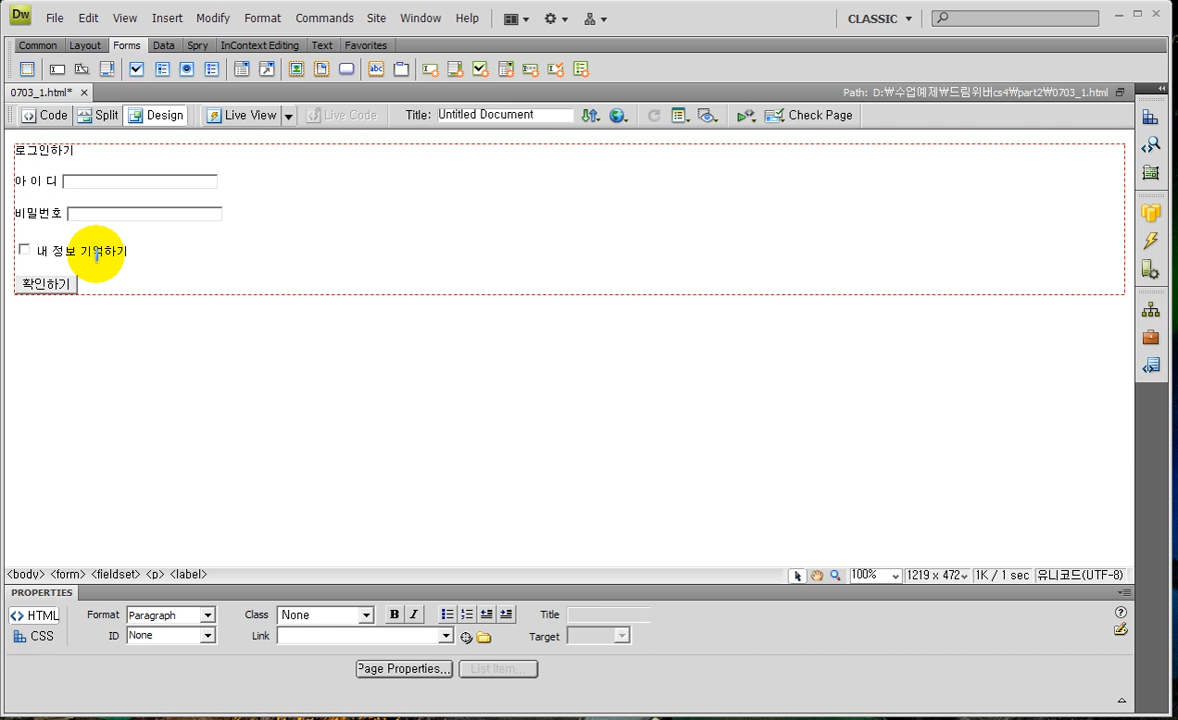 Dw File Edit View Insert Modify Format Commands Site Window Help CLASSIC
Common Layout Forms Data Spry InContext Editing Text Favorites
0703_1.html* Path: D:￦수업예제￦드림위버cs4￦part2￦0703_1.html
Code Split Design Live View Live Code Title: Untitled Document Check Page
로그인하기
아 이 디
비밀번호
내 정보 기억하기
확인하기
<body> <form> <fieldset> <p> <label> 100% 1219 x 472 1K / 1 sec 유니코드(UTF-8)
PROPERTIES
HTML Format Paragraph Class None B I Title
CSS ID None Link Target
Page Properties... List Item...